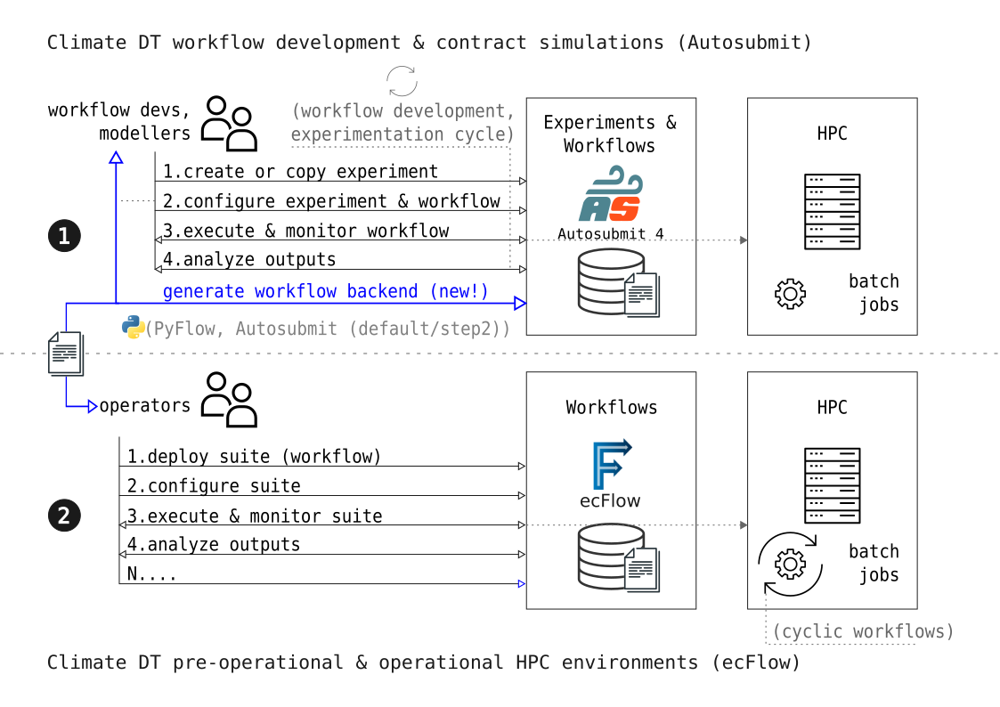 Climate DT workflow development & contract simulations (Autosubmit)
workflow devs,
modellers
(workflow development,
experimentation cycle)
1.create or copy experiment
2.configure experiment & workflow
3.execute & monitor workflow
4.analyze outputs
generate workflow backend (new!)
(PyFlow, Autosubmit (default/step2))
1
Experiments &
Workflows
AS
Autosubmit 4
HPC
batch
jobs
operators
1.deploy suite (workflow)
2.configure suite
3.execute & monitor suite
4.analyze outputs
N....
2
Workflows
F
ecFlow
HPC
batch
jobs
(cyclic workflows)
Climate DT pre-operational & operational HPC environments (ecFlow)